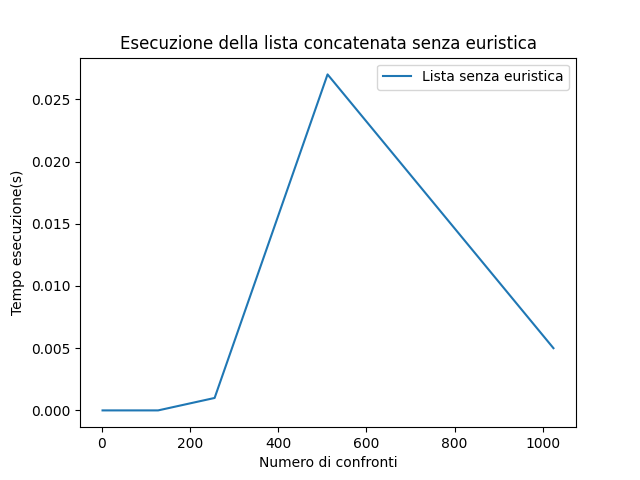 Esecuzione della lista concatenata senza euristica
Lista senza euristica
0.025
0.020
0.015
0.010
0.005
0.000
Tempo esecuzione(s)
0 200 400 600 800 1000
Numero di confronti